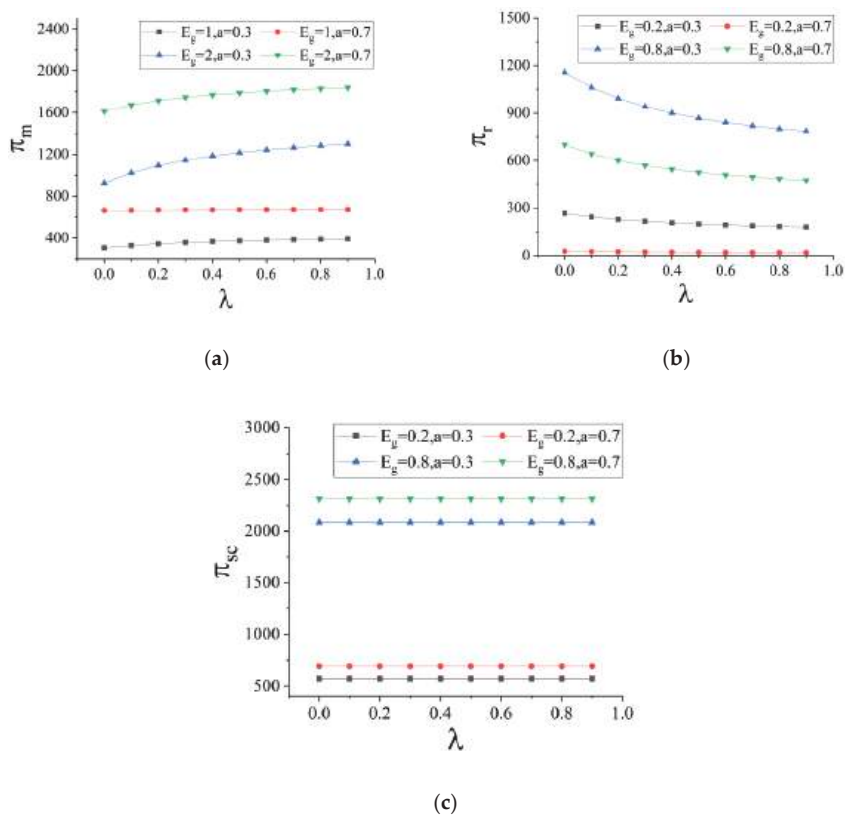 E_g=1,a=0.3 E_g=1,a=0.7
E_g=2,a=0.3 E_g=2,a=0.7
2400
2000
1600
1200
800
400
π_m
0.0 0.2 0.4 0.6 0.8 1.0
λ
(a)
E_g=0.2,a=0.3 E_g=0.2,a=0.7
E_g=0.8,a=0.3 E_g=0.8,a=0.7
1500
1200
900
600
300
0
π_r
0.0 0.2 0.4 0.6 0.8 1.0
λ
(b)
E_g=0.2,a=0.3 E_g=0.2,a=0.7
E_g=0.8,a=0.3 E_g=0.8,a=0.7
3000
2500
2000
1500
1000
500
π_sc
0.0 0.2 0.4 0.6 0.8 1.0
λ
(c)